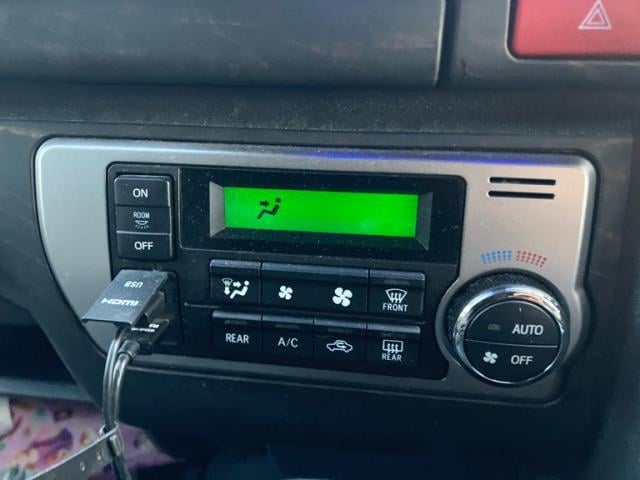 ON
ROOM
OFF
USB
HDMI
FRONT
REAR
A/C
REAR
AUTO
OFF